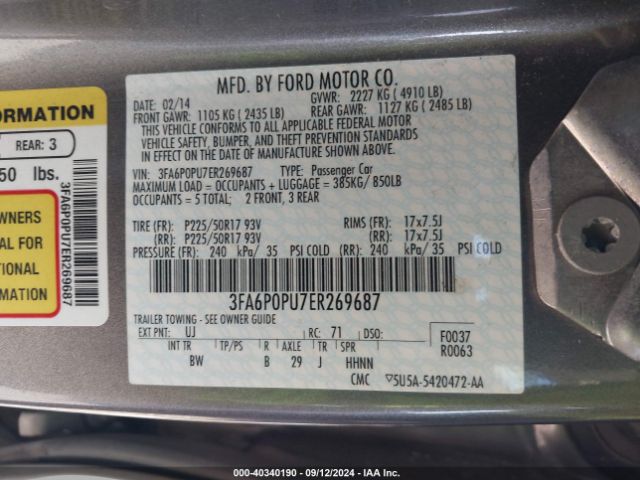 MFD. BY FORD MOTOR CO.
DATE: 02/14 GVWR: 2227 KG ( 4910 LB)
FRONT GAWR: 1105 KG ( 2435 LB) REAR GAWR: 1127 KG ( 2485 LB)
THIS VEHICLE CONFORMS TO ALL APPLICABLE FEDERAL MOTOR
VEHICLE SAFETY, BUMPER, AND THEFT PREVENTION STANDARDS
IN EFFECT ON THE DATE OF MANUFACTURE SHOWN ABOVE.
VIN: 3FA6P0PU7ER269687 TYPE: Passenger Car
MAXIMUM LOAD = OCCUPANTS + LUGGAGE = 385KG/ 850LB
OCCUPANTS = 5 TOTAL; 2 FRONT, 3 REAR
TIRE (FR): P225/50R17 93V RIMS (FR): 17x7.5J
(RR): P225/50R17 93V (RR): 17x7.5J
PRESSURE (FR): 240 kPa/ 35 PSI COLD (RR): 240 kPa/ 35 PSI COLD
3FA6P0PU7ER269687
TRAILER TOWING - SEE OWNER GUIDE
EXT PNT: UJ RC: 71 DSO: F0037
R0063
INT TR TP/PS R AXLE TR SPR
BW B 29 J HHNN
CMC ▽5U5A-5420472-AA
FORMATION
REAR: 3
50 lbs.
3FA6P0PU7ER269687
WNERS
AL FOR
TIONAL
RMATION
VEHICLE: 40340190 - 09/12/2024 - IAA Inc.